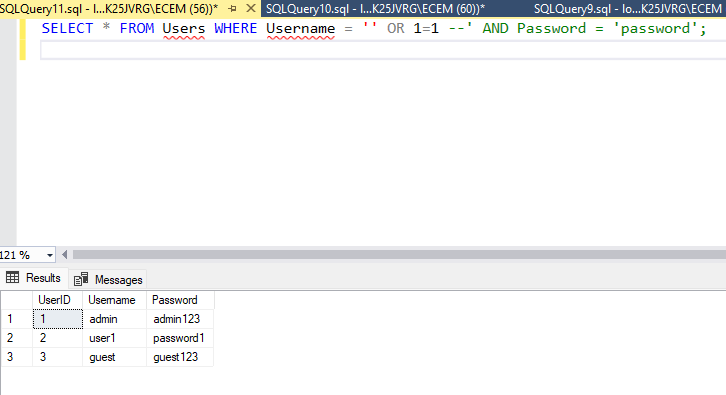 SQLQuery11.sql - l...K25JVRG\ECEM (56))* SQLQuery10.sql - l...K25JVRG\ECEM (60))* SQLQuery9.sql - lo...K25JVRG\ECEM
SELECT * FROM Users WHERE Username = '' OR 1=1 --' AND Password = 'password';
121 %
Results Messages
UserID Username Password
1 1 admin admin123
2 2 user1 password1
3 3 guest guest123